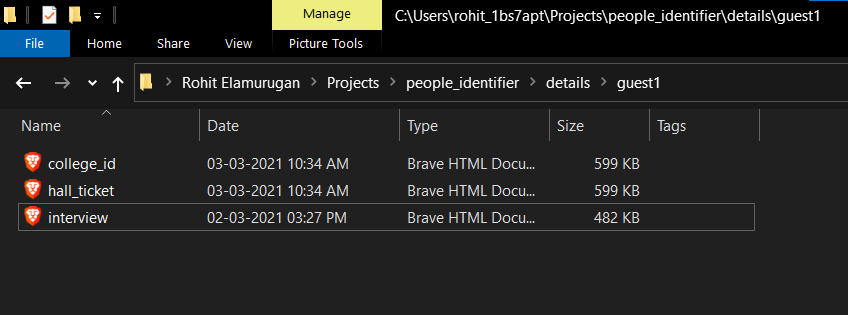 Manage C:\Users\rohit_1bs7apt\Projects\people_identifier\details\guest1
File Home Share View Picture Tools
Rohit Elamurugan Projects people_identifier details guest1
Name Date Type Size Tags
college_id 03-03-2021 10:34 AM Brave HTML Docu... 599 KB
hall_ticket 03-03-2021 10:34 AM Brave HTML Docu... 599 KB
interview 02-03-2021 03:27 PM Brave HTML Docu... 482 KB